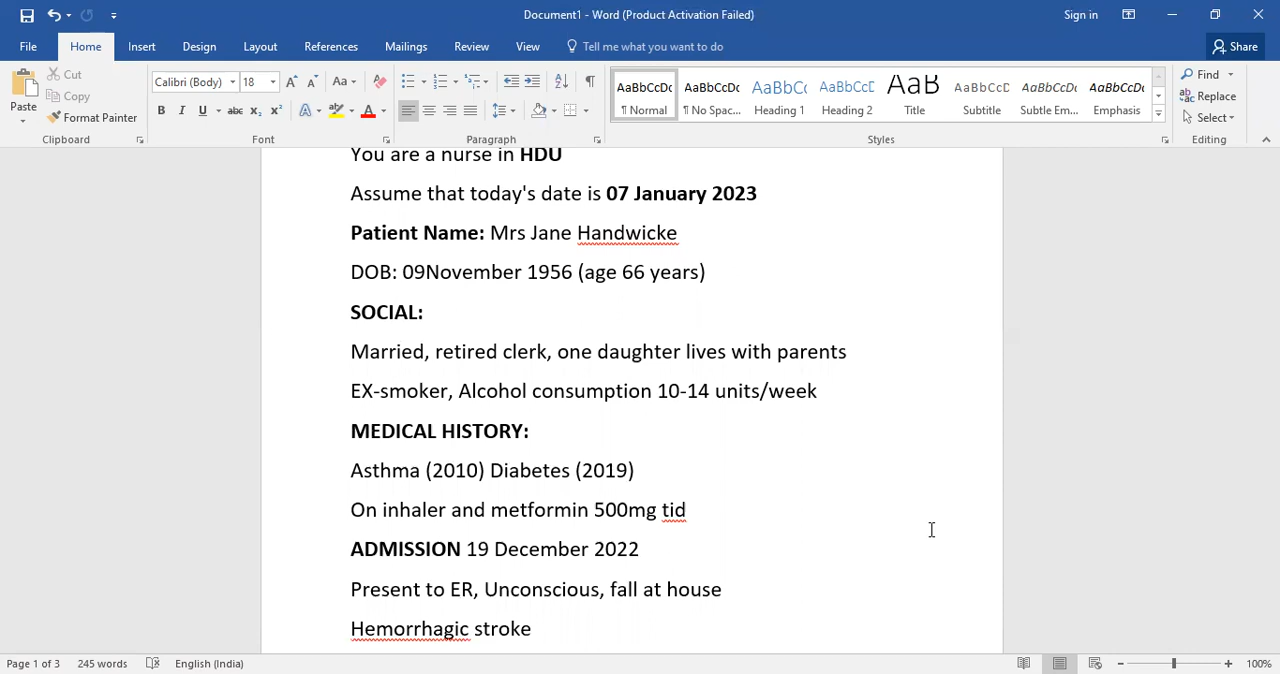 Document1 - Word (Product Activation Failed)
Sign in
File Home Insert Design Layout References Mailings Review View Tell me what you want to do Share
Paste
Cut
Copy
Format Painter
Clipboard
Calibri (Body) 18 Aa
B I U abc x₂ x² A A
Font
Paragraph
AaBbCcDc AaBbCcDc AaBbCc AaBbCcE AaB AaBbCcD AaBbCcDc AaBbCcDc
¶ Normal ¶ No Spac... Heading 1 Heading 2 Title Subtitle Subtle Em... Emphasis
Styles
Find
Replace
Select
Editing
You are a nurse in HDU
Assume that today's date is 07 January 2023
Patient Name: Mrs Jane Handwicke
DOB: 09November 1956 (age 66 years)
SOCIAL:
Married, retired clerk, one daughter lives with parents
EX-smoker, Alcohol consumption 10-14 units/week
MEDICAL HISTORY:
Asthma (2010) Diabetes (2019)
On inhaler and metformin 500mg tid
ADMISSION 19 December 2022
Present to ER, Unconscious, fall at house
Hemorrhagic stroke
Page 1 of 3 245 words English (India) 100%